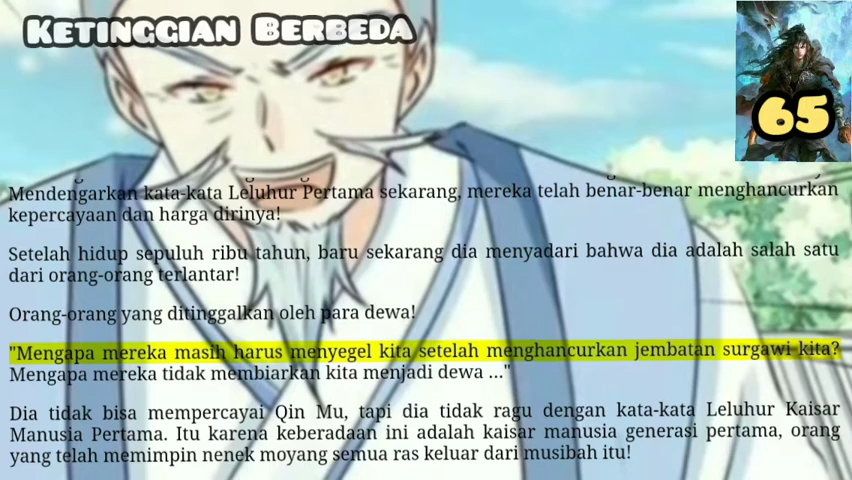 KETINGGIAN BERBEDA
65
Mendengarkan kata-kata Leluhur Pertama sekarang, mereka telah benar-benar menghancurkan
kepercayaan dan harga dirinya!
Setelah hidup sepuluh ribu tahun, baru sekarang dia menyadari bahwa dia adalah salah satu
dari orang-orang terlantar!
Orang-orang yang ditinggalkan oleh para dewa!
"Mengapa mereka masih harus menyegel kita setelah menghancurkan jembatan surgawi kita?
Mengapa mereka tidak membiarkan kita menjadi dewa ..."
Dia tidak bisa mempercayai Qin Mu, tapi dia tidak ragu dengan kata-kata Leluhur Kaisar
Manusia Pertama. Itu karena keberadaan ini adalah kaisar manusia generasi pertama, orang
yang telah memimpin nenek moyang semua ras keluar dari musibah itu!